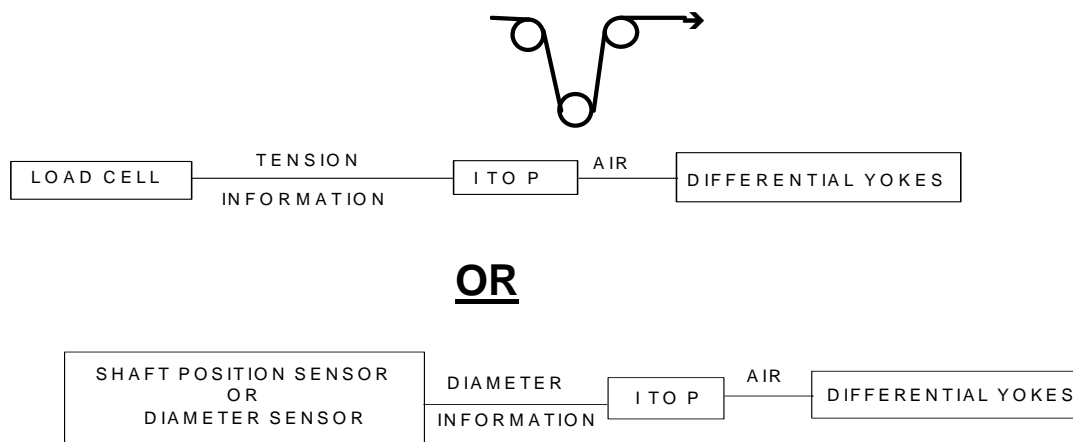 TENSION
LOAD CELL
INFORMATION
I TO P
AIR
DIFFERENTIAL YOKES
OR
SHAFT POSITION SENSOR
OR
DIAMETER SENSOR
DIAMETER
INFORMATION
I TO P
AIR
DIFFERENTIAL YOKES